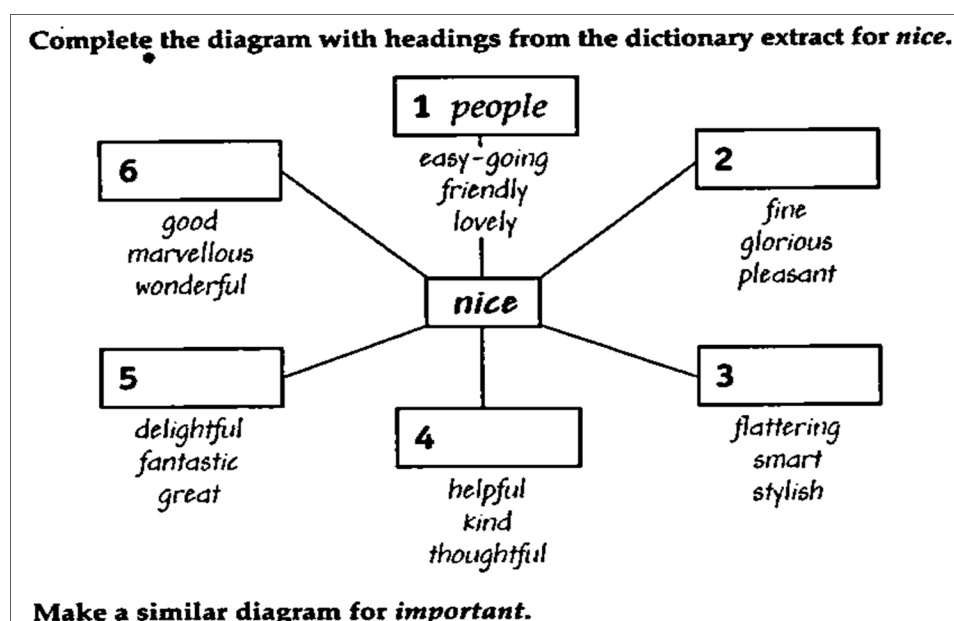 Complete the diagram with headings from the dictionary extract for nice.
1 people
easy-going
friendly
lovely
2
fine
glorious
pleasant
3
flattering
smart
stylish
4
helpful
kind
thoughtful
5
delightful
fantastic
great
6
good
marvellous
wonderful
nice
Make a similar diagram for important.